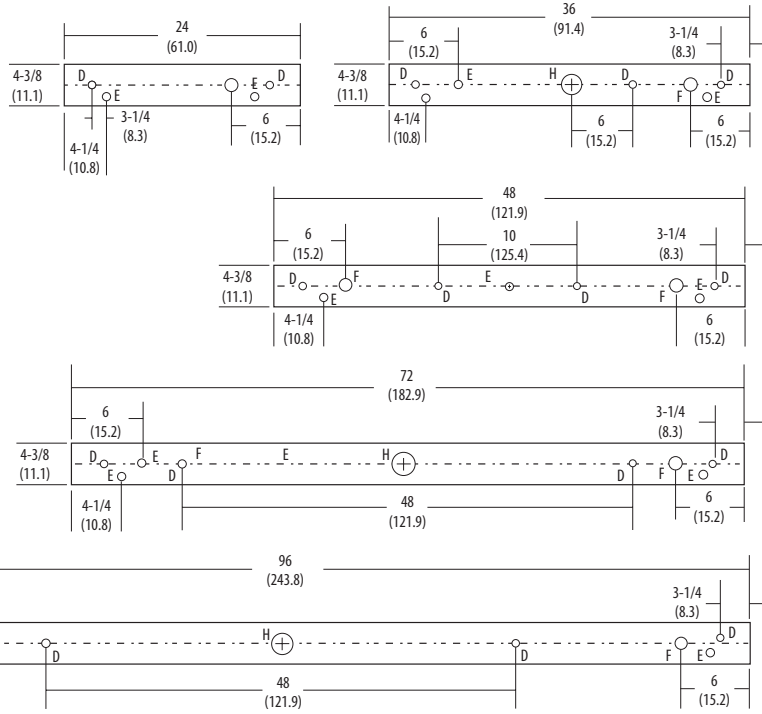 24
(61.0)
4-3/8
(11.1)
D
E
E
D
3-1/4
(8.3)
4-1/4
(10.8)
6
(15.2)
36
(91.4)
6
(15.2)
3-1/4
(8.3)
4-3/8
(11.1)
D
E
H
D
F
E
D
4-1/4
(10.8)
6
(15.2)
6
(15.2)
48
(121.9)
6
(15.2)
10
(125.4)
3-1/4
(8.3)
4-3/8
(11.1)
D
E
F
D
E
D
F
E
D
4-1/4
(10.8)
6
(15.2)
72
(182.9)
6
(15.2)
3-1/4
(8.3)
4-3/8
(11.1)
D
E
E
D
F
E
H
D
F
E
D
4-1/4
(10.8)
48
(121.9)
6
(15.2)
96
(243.8)
3-1/4
(8.3)
D
H
D
F
E
D
48
(121.9)
6
(15.2)